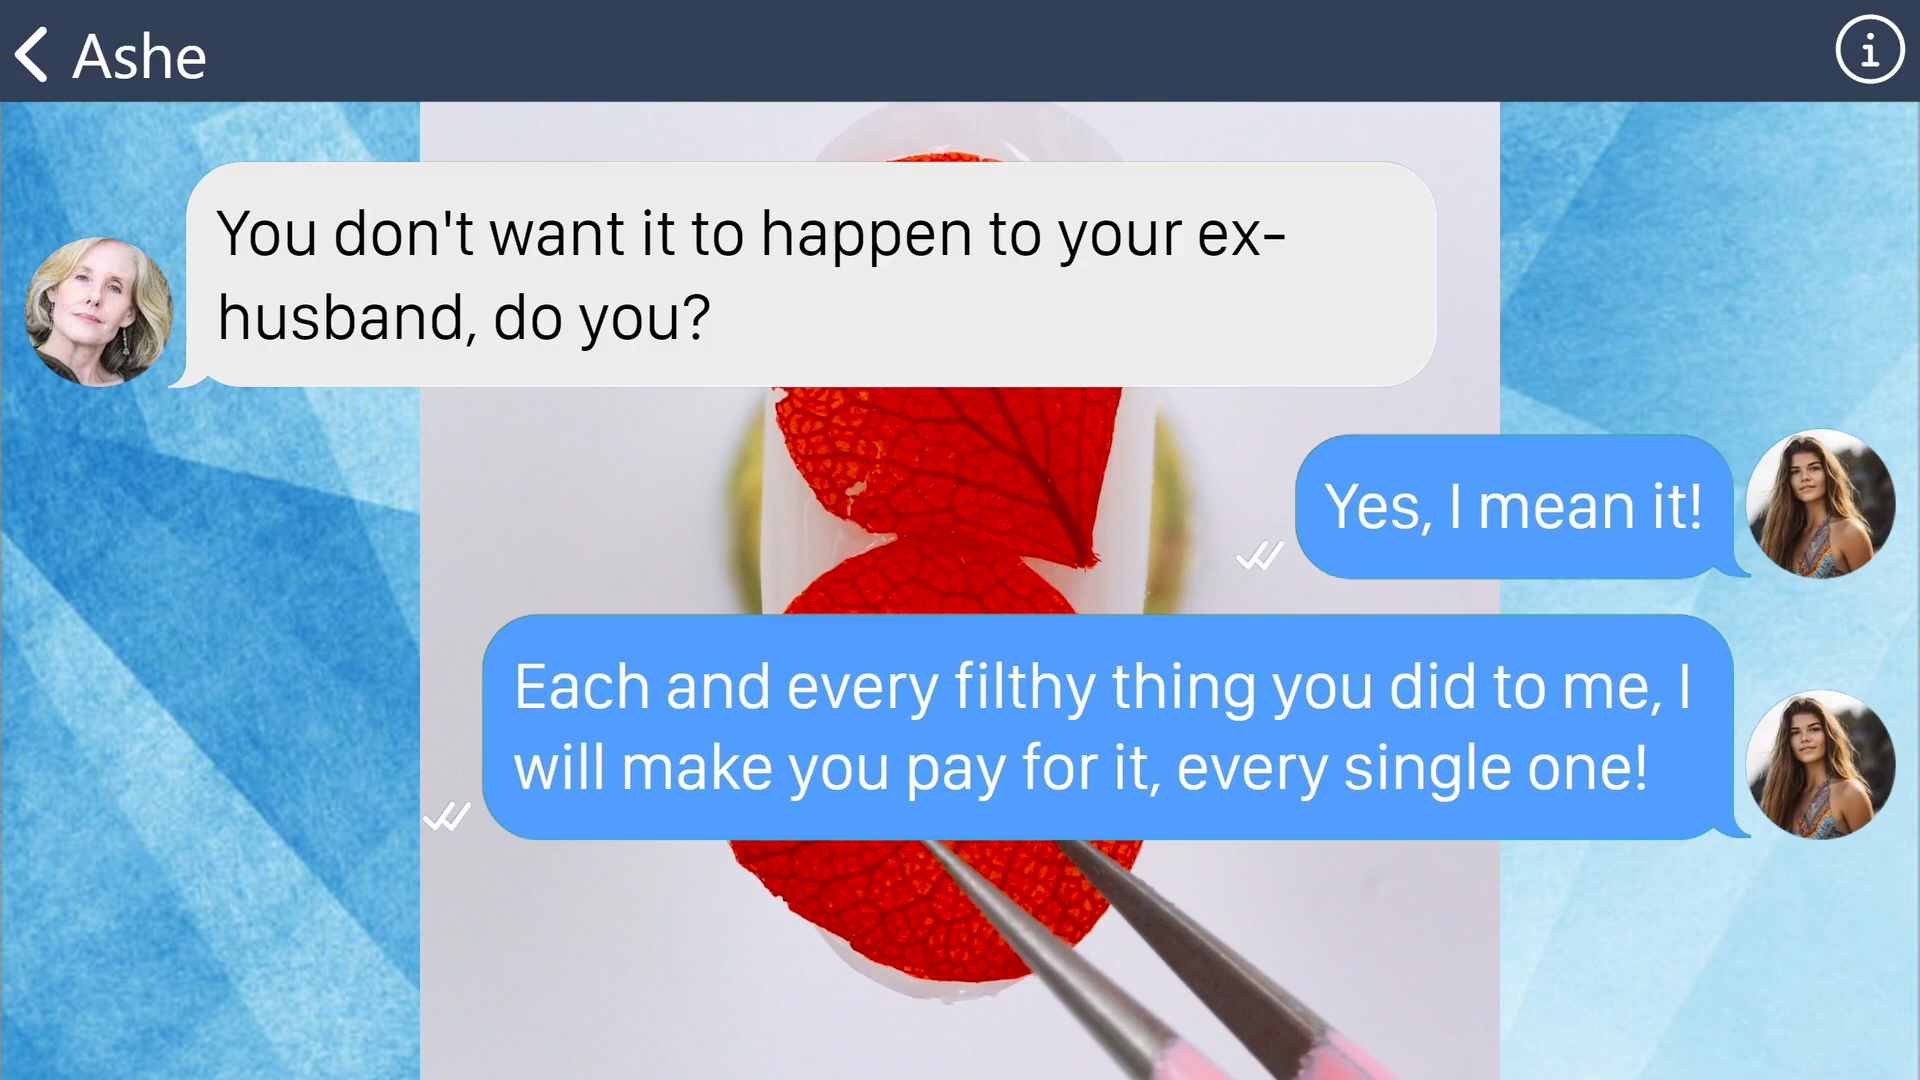 Ashe
You don't want it to happen to your ex-
husband, do you?
Yes, I mean it!
Each and every filthy thing you did to me, I
will make you pay for it, every single one!